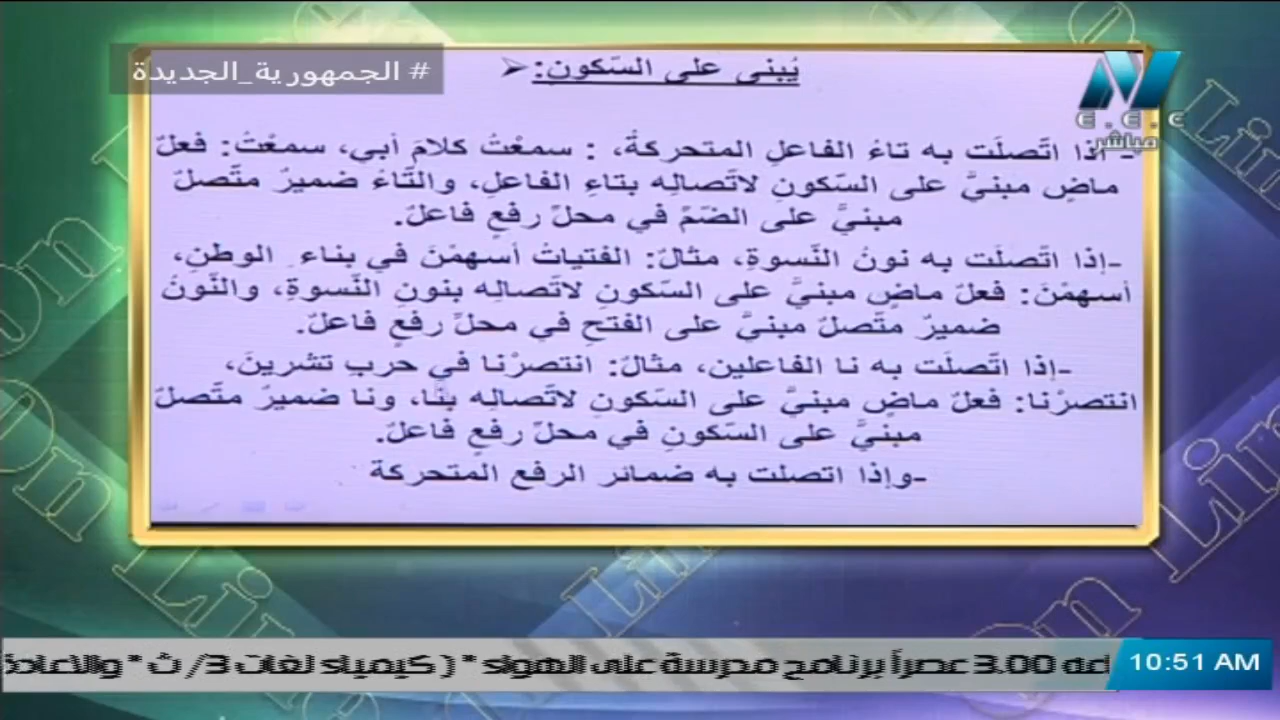 # الجمهورية_الجديدة
يُبنى على السّكونِ:
E.E.E
مباشر
- إذا اتّصلَت به تاءُ الفاعلِ المتحركةُ، : سمعْتُ كلامَ أبي، سمعْتُ: فعلٌ
ماضٍ مبنيٌّ على السّكونِ لاتّصالِه بتاءِ الفاعلِ، والتّاءُ ضميرٌ متّصلٌ
مبنيٌّ على الضّمِّ في محلِّ رفعٍ فاعلٌ.
-إذا اتّصلَت به نونُ النّسوةِ، مثالٌ: الفتياتُ أسهمْنَ في بناءِ الوطنِ،
أسهمْنَ: فعلٌ ماضٍ مبنيٌّ على السّكونِ لاتّصالِه بنونِ النّسوةِ، والنّونُ
ضميرٌ متّصلٌ مبنيٌّ على الفتحِ في محلِّ رفعٍ فاعلٌ.
-إذا اتّصلَت به نا الفاعلين، مثالٌ: انتصرْنا في حربِ تشرينَ،
انتصرْنا: فعلٌ ماضٍ مبنيٌّ على السّكونِ لاتّصالِه بنَا، ونا ضميرٌ متّصلٌ
مبنيٌّ على السّكونِ في محلِّ رفعٍ فاعلٌ.
-وإذا اتصلت به ضمائر الرفع المتحركة
3.00 عصراً برنامج مدرسة على الهواء * ( كيمياء لغات 3/ ث * والاعادة
10:51 AM